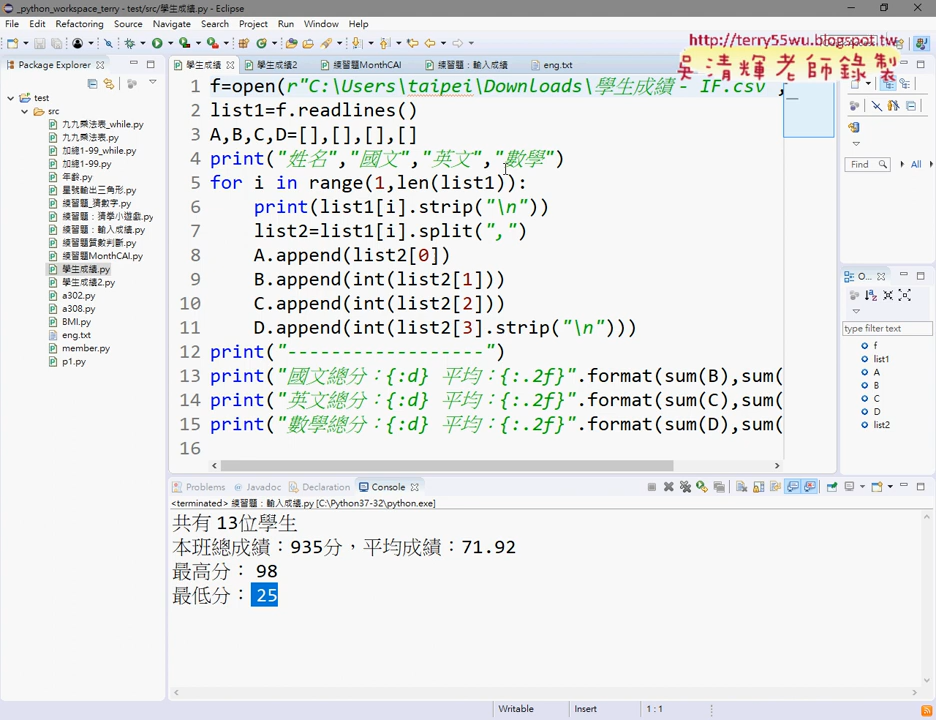 _python_workspace_terry - test/src/學生成績.py - Eclipse
File Edit Refactoring Source Navigate Search Project Run Window Help
http://terry55wu.blogspot.tw
吳清輝老師錄製
Package Explorer
學生成績 學生成績2 練習題MonthCAI 練習題：輸入成績 eng.txt
test
src
九九乘法表_while.py
九九乘法表.py
加總1-99_while.py
加總1-99.py
年齡.py
星號輸出三角形.py
練習題_猜數字.py
練習題：猜學小遊戲.py
練習題：輸入成績.py
練習題質數判斷.py
練習題MonthCAI.py
學生成績.py
學生成績2.py
a302.py
a308.py
BMI.py
eng.txt
member.py
p1.py
1 f=open(r"C:\Users\taipei\Downloads\學生成績 - IF.csv",
2 list1=f.readlines()
3 A,B,C,D=[],[],[],[]
4 print("姓名","國文","英文","數學")
5 for i in range(1,len(list1)):
6 print(list1[i].strip("\n"))
7 list2=list1[i].split(",")
8 A.append(list2[0])
9 B.append(int(list2[1]))
10 C.append(int(list2[2]))
11 D.append(int(list2[3].strip("\n")))
12 print("------------------")
13 print("國文總分：{:d} 平均：{:.2f}".format(sum(B),sum(
14 print("英文總分：{:d} 平均：{:.2f}".format(sum(C),sum(
15 print("數學總分：{:d} 平均：{:.2f}".format(sum(D),sum(
16
Find All
O...
type filter text
f
list1
A
B
C
D
list2
Problems Javadoc Declaration Console
<terminated> 練習題：輸入成績.py [C:\Python37-32\python.exe]
共有 13位學生
本班總成績：935分，平均成績：71.92
最高分： 98
最低分： 25
Writable Insert 1 : 1